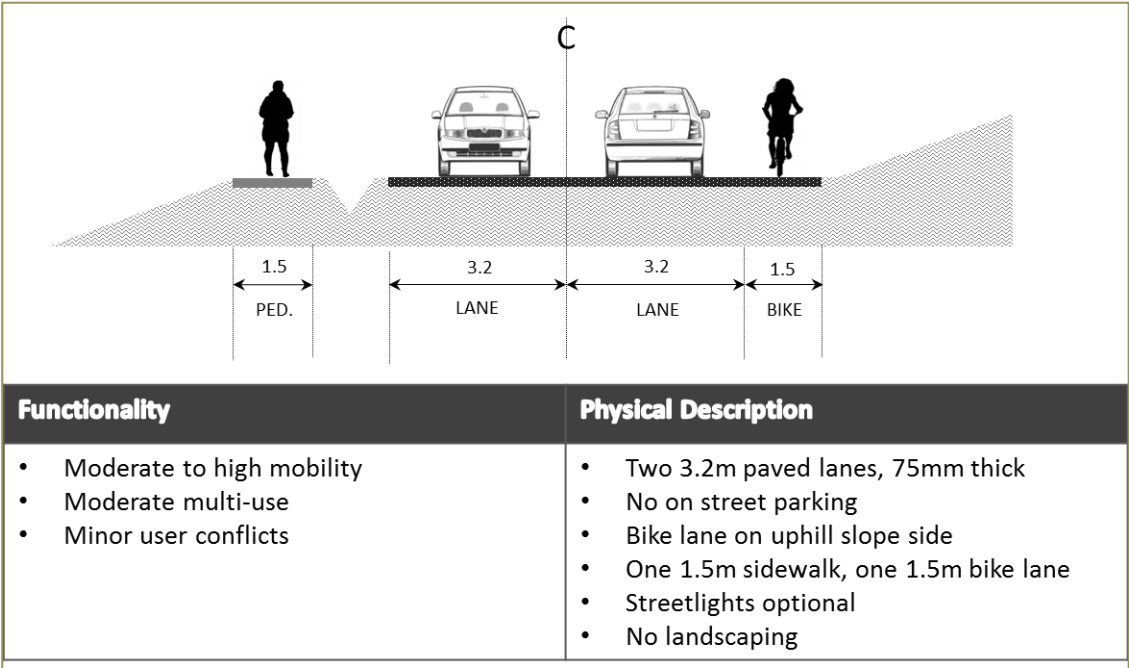 C
1.5
3.2
3.2
1.5
PED.
LANE
LANE
BIKE
Functionality
Physical Description
• Moderate to high mobility
• Moderate multi-use
• Minor user conflicts
• Two 3.2m paved lanes, 75mm thick
• No on street parking
• Bike lane on uphill slope side
• One 1.5m sidewalk, one 1.5m bike lane
• Streetlights optional
• No landscaping